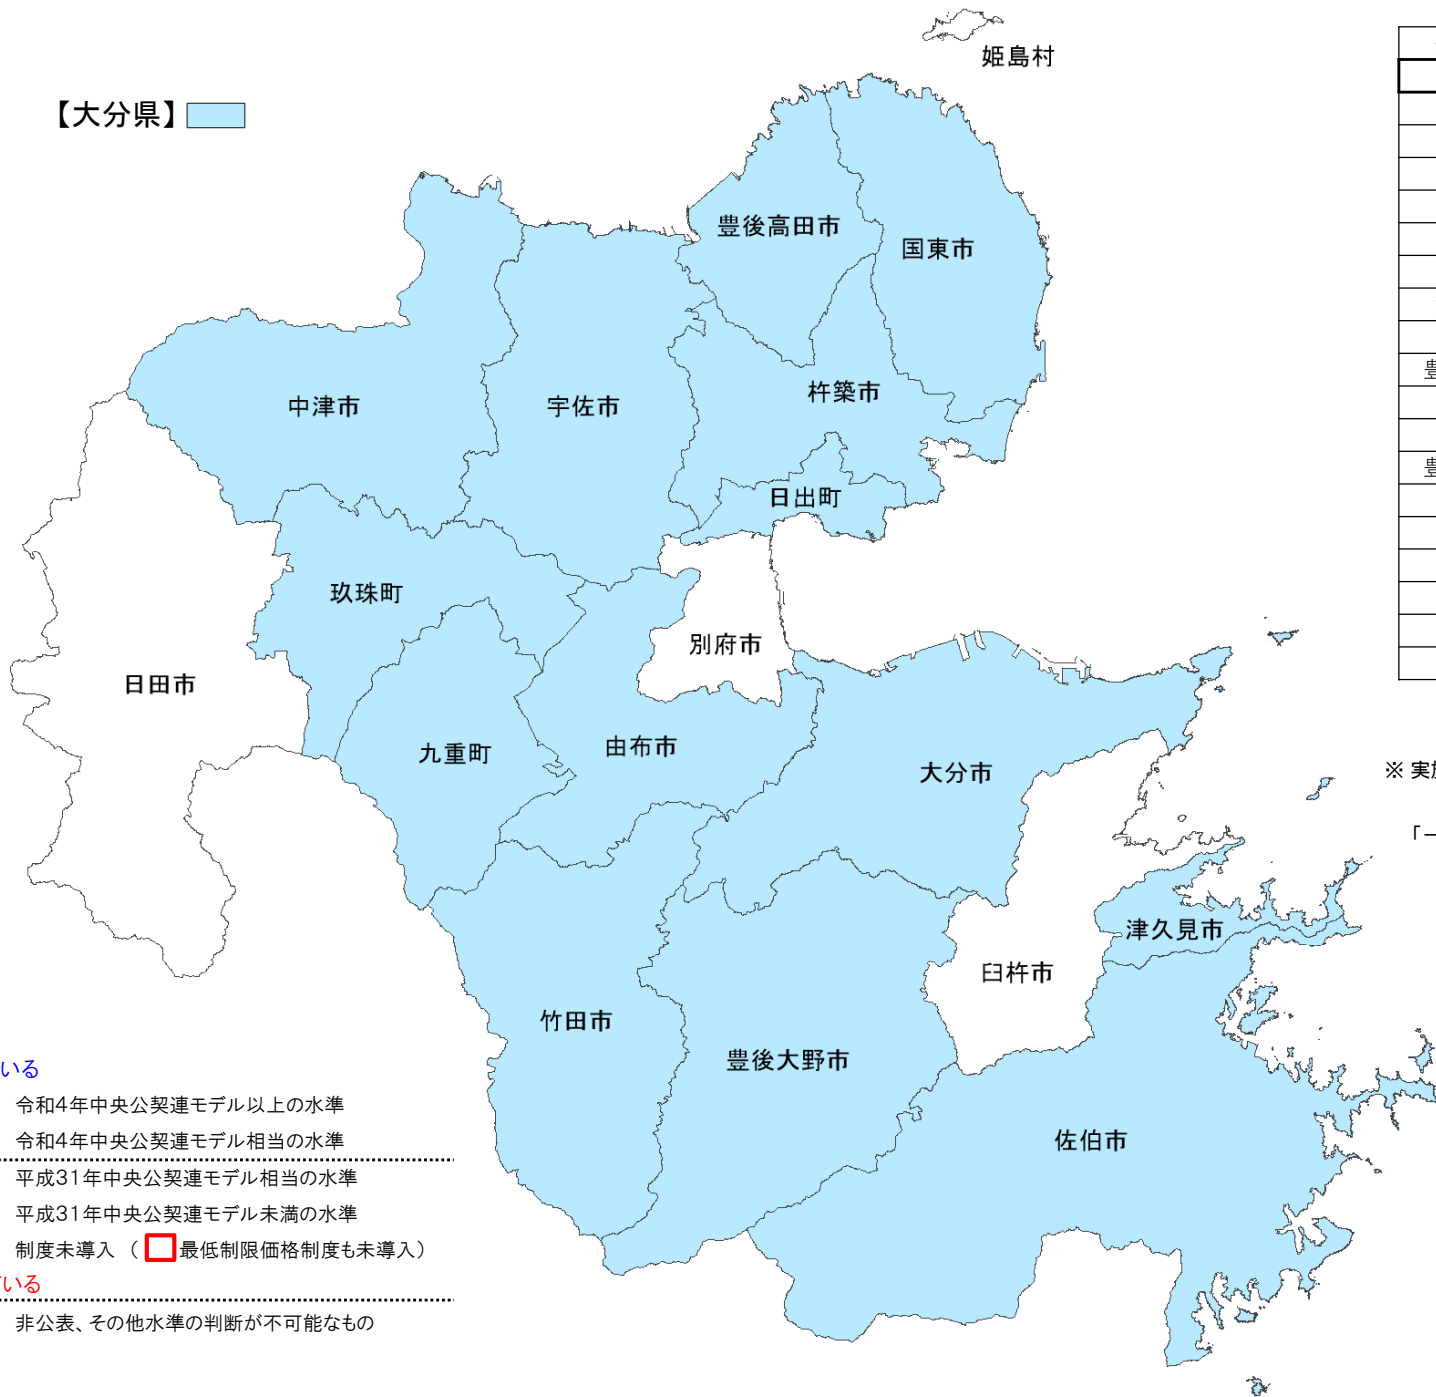 姫島村
【大分県】
豊後高田市
国東市
中津市
宇佐市
杵築市
日出町
玖珠町
別府市
日田市
九重町
由布市
大分市
津久見市
臼杵市
竹田市
豊後大野市
佐伯市
豊
豊
※ 実施
「一
いる
令和4年中央公契連モデル以上の水準
令和4年中央公契連モデル相当の水準
平成31年中央公契連モデル相当の水準
平成31年中央公契連モデル未満の水準
制度未導入 ( 最低制限価格制度も未導入)
いる
非公表、その他水準の判断が不可能なもの